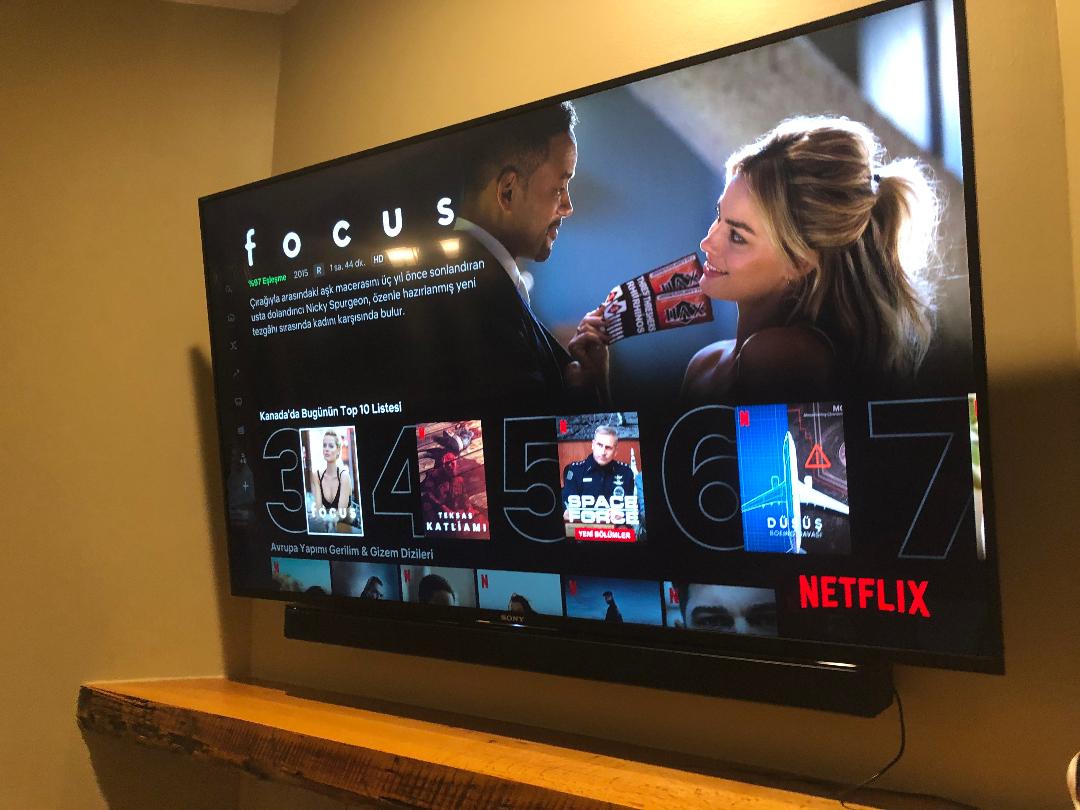 focus
%97 Eşleşme 2015 R 1 sa. 44 dk. HD
Çırağıyla arasındaki aşk macerasını üç yıl önce sonlandıran
usta dolandırıcı Nicky Spurgeon, özenle hazırlanmış yeni
tezgâhı sırasında kadını karşısında bulur.
THREE THRESHERS
RHINOS
Kanada'da Bugünün Top 10 Listesi
3
FOCUS
4
TEKSAS
KATLİAMI
5
SPACE
FORCE
YENİ BÖLÜMLER
6
DÜŞÜŞ
BOEING DAVASI
7
Avrupa Yapımı Gerilim & Gizem Dizileri
N
N
N
N
N
NETFLIX
SONY